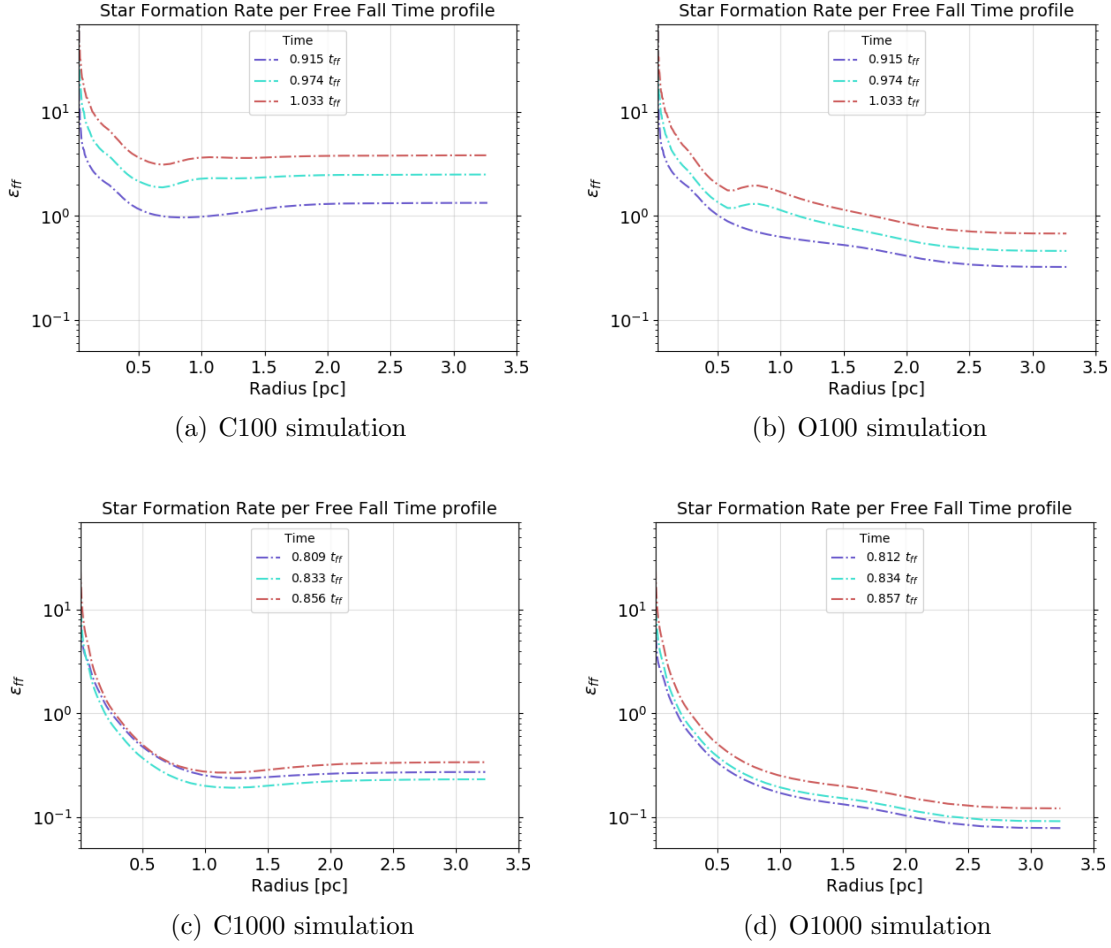 Star Formation Rate per Free Fall Time profile
Time
0.915 t_ff
0.974 t_ff
1.033 t_ff
10^1
10^0
10^{-1}
ε_ff
0.5 1.0 1.5 2.0 2.5 3.0 3.5
Radius [pc]
(a) C100 simulation
Star Formation Rate per Free Fall Time profile
Time
0.915 t_ff
0.974 t_ff
1.033 t_ff
10^1
10^0
10^{-1}
ε_ff
0.5 1.0 1.5 2.0 2.5 3.0 3.5
Radius [pc]
(b) O100 simulation
Star Formation Rate per Free Fall Time profile
Time
0.809 t_ff
0.833 t_ff
0.856 t_ff
10^1
10^0
10^{-1}
ε_ff
0.5 1.0 1.5 2.0 2.5 3.0 3.5
Radius [pc]
(c) C1000 simulation
Star Formation Rate per Free Fall Time profile
Time
0.812 t_ff
0.834 t_ff
0.857 t_ff
10^1
10^0
10^{-1}
ε_ff
0.5 1.0 1.5 2.0 2.5 3.0 3.5
Radius [pc]
(d) O1000 simulation